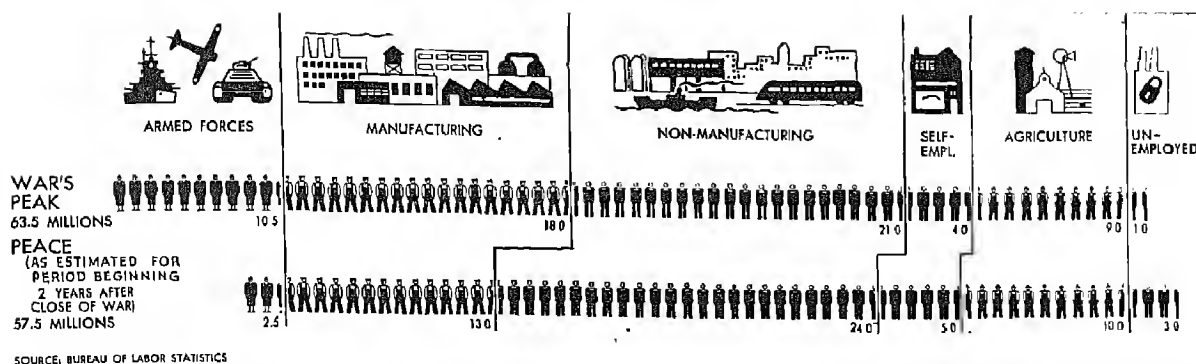 ARMED FORCES
MANUFACTURING
NON-MANUFACTURING
SELF-
EMPL.
AGRICULTURE
UN-
EMPLOYED
WAR'S
PEAK
63.5 MILLIONS
10 5
18 0
21 0
4 0
9 0
1 0
PEACE
(AS ESTIMATED FOR
PERIOD BEGINNING
2 YEARS AFTER
CLOSE OF WAR)
57.5 MILLIONS
2 5
13 0
24 0
5 0
10 0
3 0
SOURCE: BUREAU OF LABOR STATISTICS